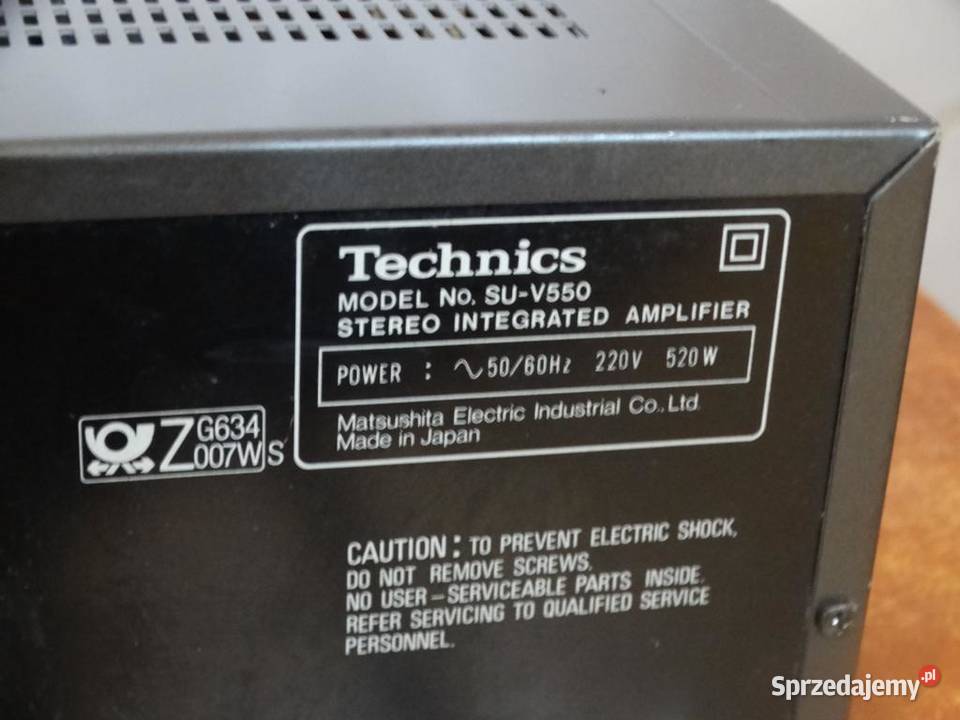 Technics
MODEL No. SU-V550
STEREO INTEGRATED AMPLIFIER
POWER : ∿50/60Hz 220V 520W
Matsushita Electric Industrial Co., Ltd.
Made in Japan
Z G634
007W S
CAUTION : TO PREVENT ELECTRIC SHOCK,
DO NOT REMOVE SCREWS.
NO USER-SERVICEABLE PARTS INSIDE.
REFER SERVICING TO QUALIFIED SERVICE
PERSONNEL.
Sprzedajemy.pl